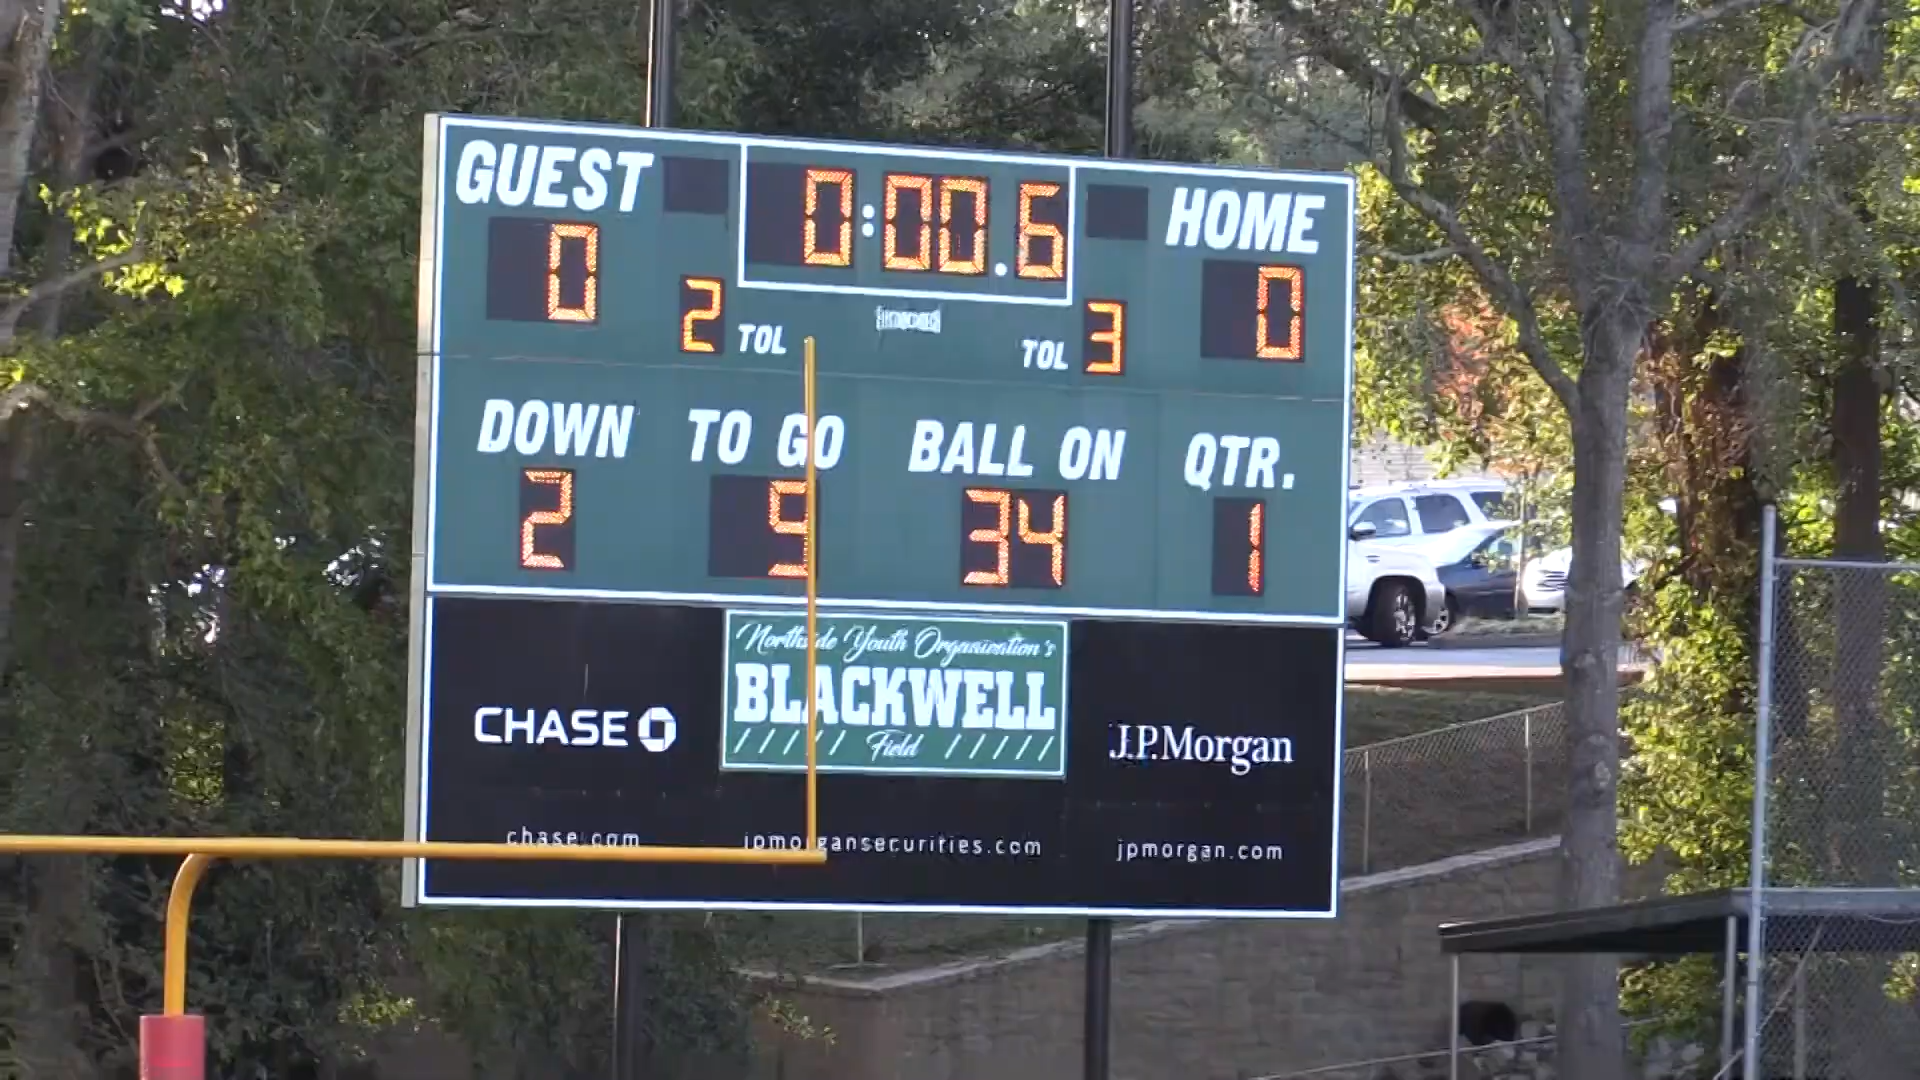 GUEST 0:00.6 HOME
0 0
2 TOL TOL 3
DOWN TO GO BALL ON QTR.
2 9 34 1
Northside Youth Organization's
BLACKWELL
///// Field /////
CHASE J.P.Morgan
chase.com jpmorgansecurities.com jpmorgan.com